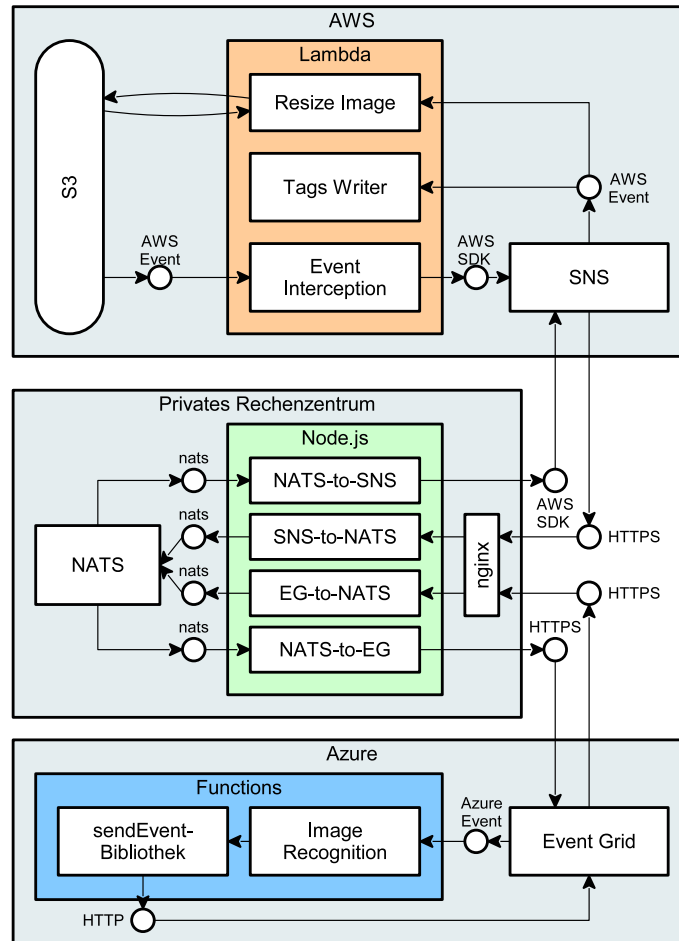 AWS
Lambda
Resize Image
S3
Tags Writer
AWS
Event
AWS
Event
Event
Interception
AWS
SDK
SNS
Privates Rechenzentrum
Node.js
nats
NATS-to-SNS
AWS
SDK
nats
SNS-to-NATS
nginx
HTTPS
NATS
nats
EG-to-NATS
HTTPS
nats
NATS-to-EG
HTTPS
Azure
Functions
sendEvent-
Bibliothek
Image
Recognition
Azure
Event
Event Grid
HTTP